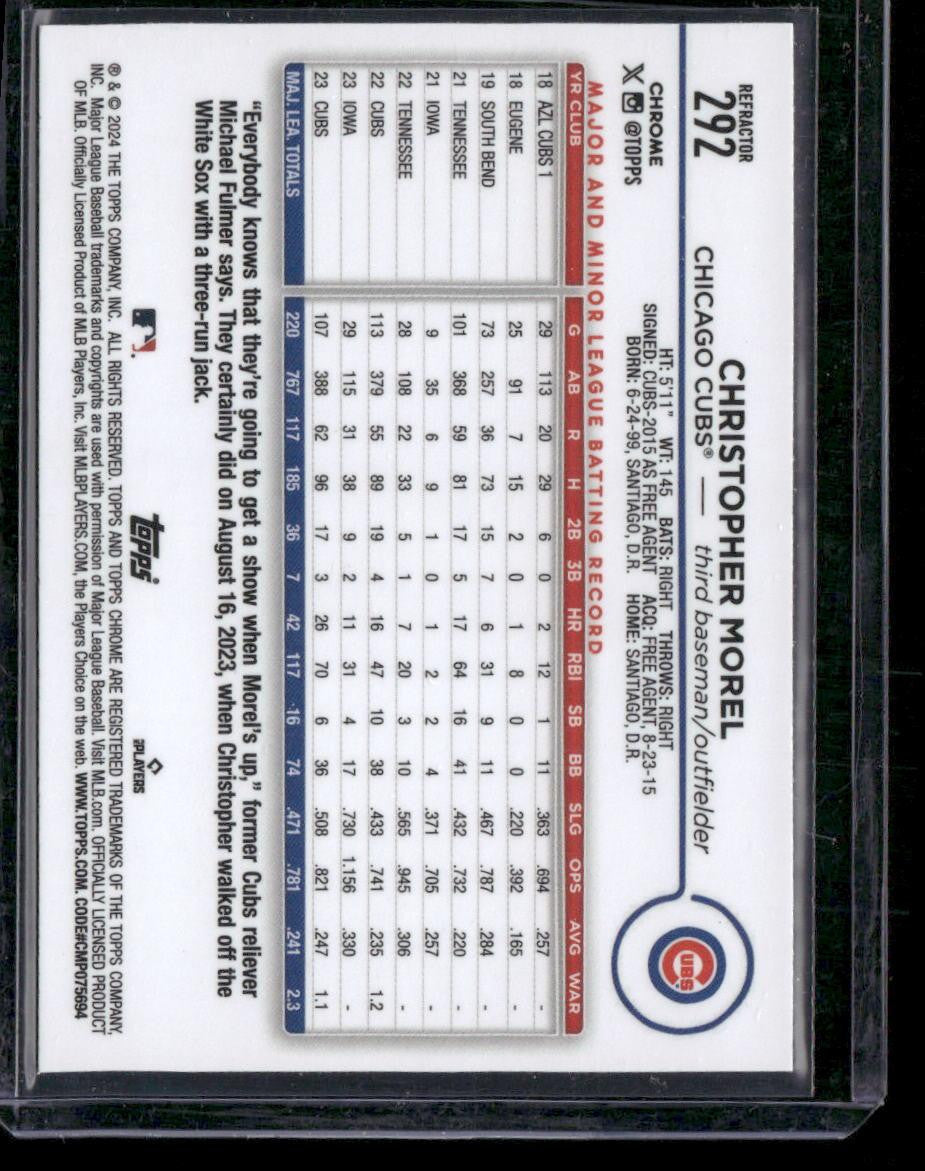 REFRACTOR
292
CHRISTOPHER MOREL
CHICAGO CUBS® — third baseman/outfielder
HT: 5'11" WT: 145 BATS: RIGHT THROWS: RIGHT
SIGNED: CUBS-2015 AS FREE AGENT ACQ: FREE AGENT, 8-23-15
BORN: 6-24-99, SANTIAGO, D.R. HOME: SANTIAGO, D.R.
CHROME
X @TOPPS
CUBS
MAJOR AND MINOR LEAGUE BATTING RECORD
YR CLUB G AB R H 2B 3B HR RBI SB BB SLG OPS AVG WAR
18 AZL CUBS 1 29 113 20 29 6 0 2 12 1 11 .363 .694 .257 -
18 EUGENE 25 91 7 15 2 0 1 8 0 0 .220 .392 .165 -
19 SOUTH BEND 73 257 36 73 15 7 6 31 9 11 .467 .787 .284 -
21 TENNESSEE 101 368 59 81 17 5 17 64 16 41 .432 .732 .220 -
21 IOWA 9 35 6 9 1 0 1 2 2 4 .371 .705 .257 -
22 TENNESSEE 28 108 22 33 5 1 7 20 3 10 .565 .945 .306 -
22 CUBS 113 379 55 89 19 4 16 47 10 38 .433 .741 .235 1.2
23 IOWA 29 115 31 38 9 2 11 31 4 17 .730 1.156 .330 -
23 CUBS 107 388 62 96 17 3 26 70 6 36 .508 .821 .247 1.1
MAJ. LEA. TOTALS 220 767 117 185 36 7 42 117 16 74 .471 .781 .241 2.3
“Everybody knows that they’re going to get a show when Morel’s up,” former Cubs reliever
Michael Fulmer says. They certainly did on August 16, 2023, when Christopher walked off the
White Sox with a three-run jack.
topps
PLAYERS
® & © 2024 THE TOPPS COMPANY, INC. ALL RIGHTS RESERVED. TOPPS AND TOPPS CHROME ARE REGISTERED TRADEMARKS OF THE TOPPS COMPANY,
INC. Major League Baseball trademarks and copyrights are used with permission of Major League Baseball. Visit MLB.com. OFFICIALLY LICENSED PRODUCT
OF MLB. Officially Licensed Product of MLB Players, Inc. Visit MLBPLAYERS.COM, the Players Choice on the web. WWW.TOPPS.COM. CODE#CMP075694